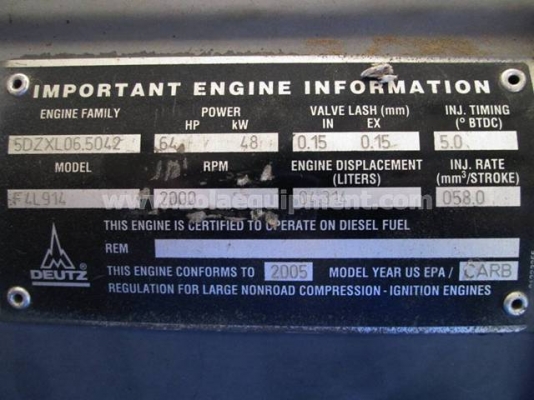 IMPORTANT ENGINE INFORMATION
ENGINE FAMILY POWER VALVE LASH (mm) INJ. TIMING
HP kW IN EX (° BTDC)
5DZXL06.5042 64 48 0.15 0.15 5.0
MODEL RPM ENGINE DISPLACEMENT INJ. RATE
(LITERS) (mm³/STROKE)
F4L914 2000 058.0
THIS ENGINE IS CERTIFIED TO OPERATE ON DIESEL FUEL
REM
DEUTZ
THIS ENGINE CONFORMS TO 2005 MODEL YEAR US EPA / CARB
REGULATION FOR LARGE NONROAD COMPRESSION - IGNITION ENGINES